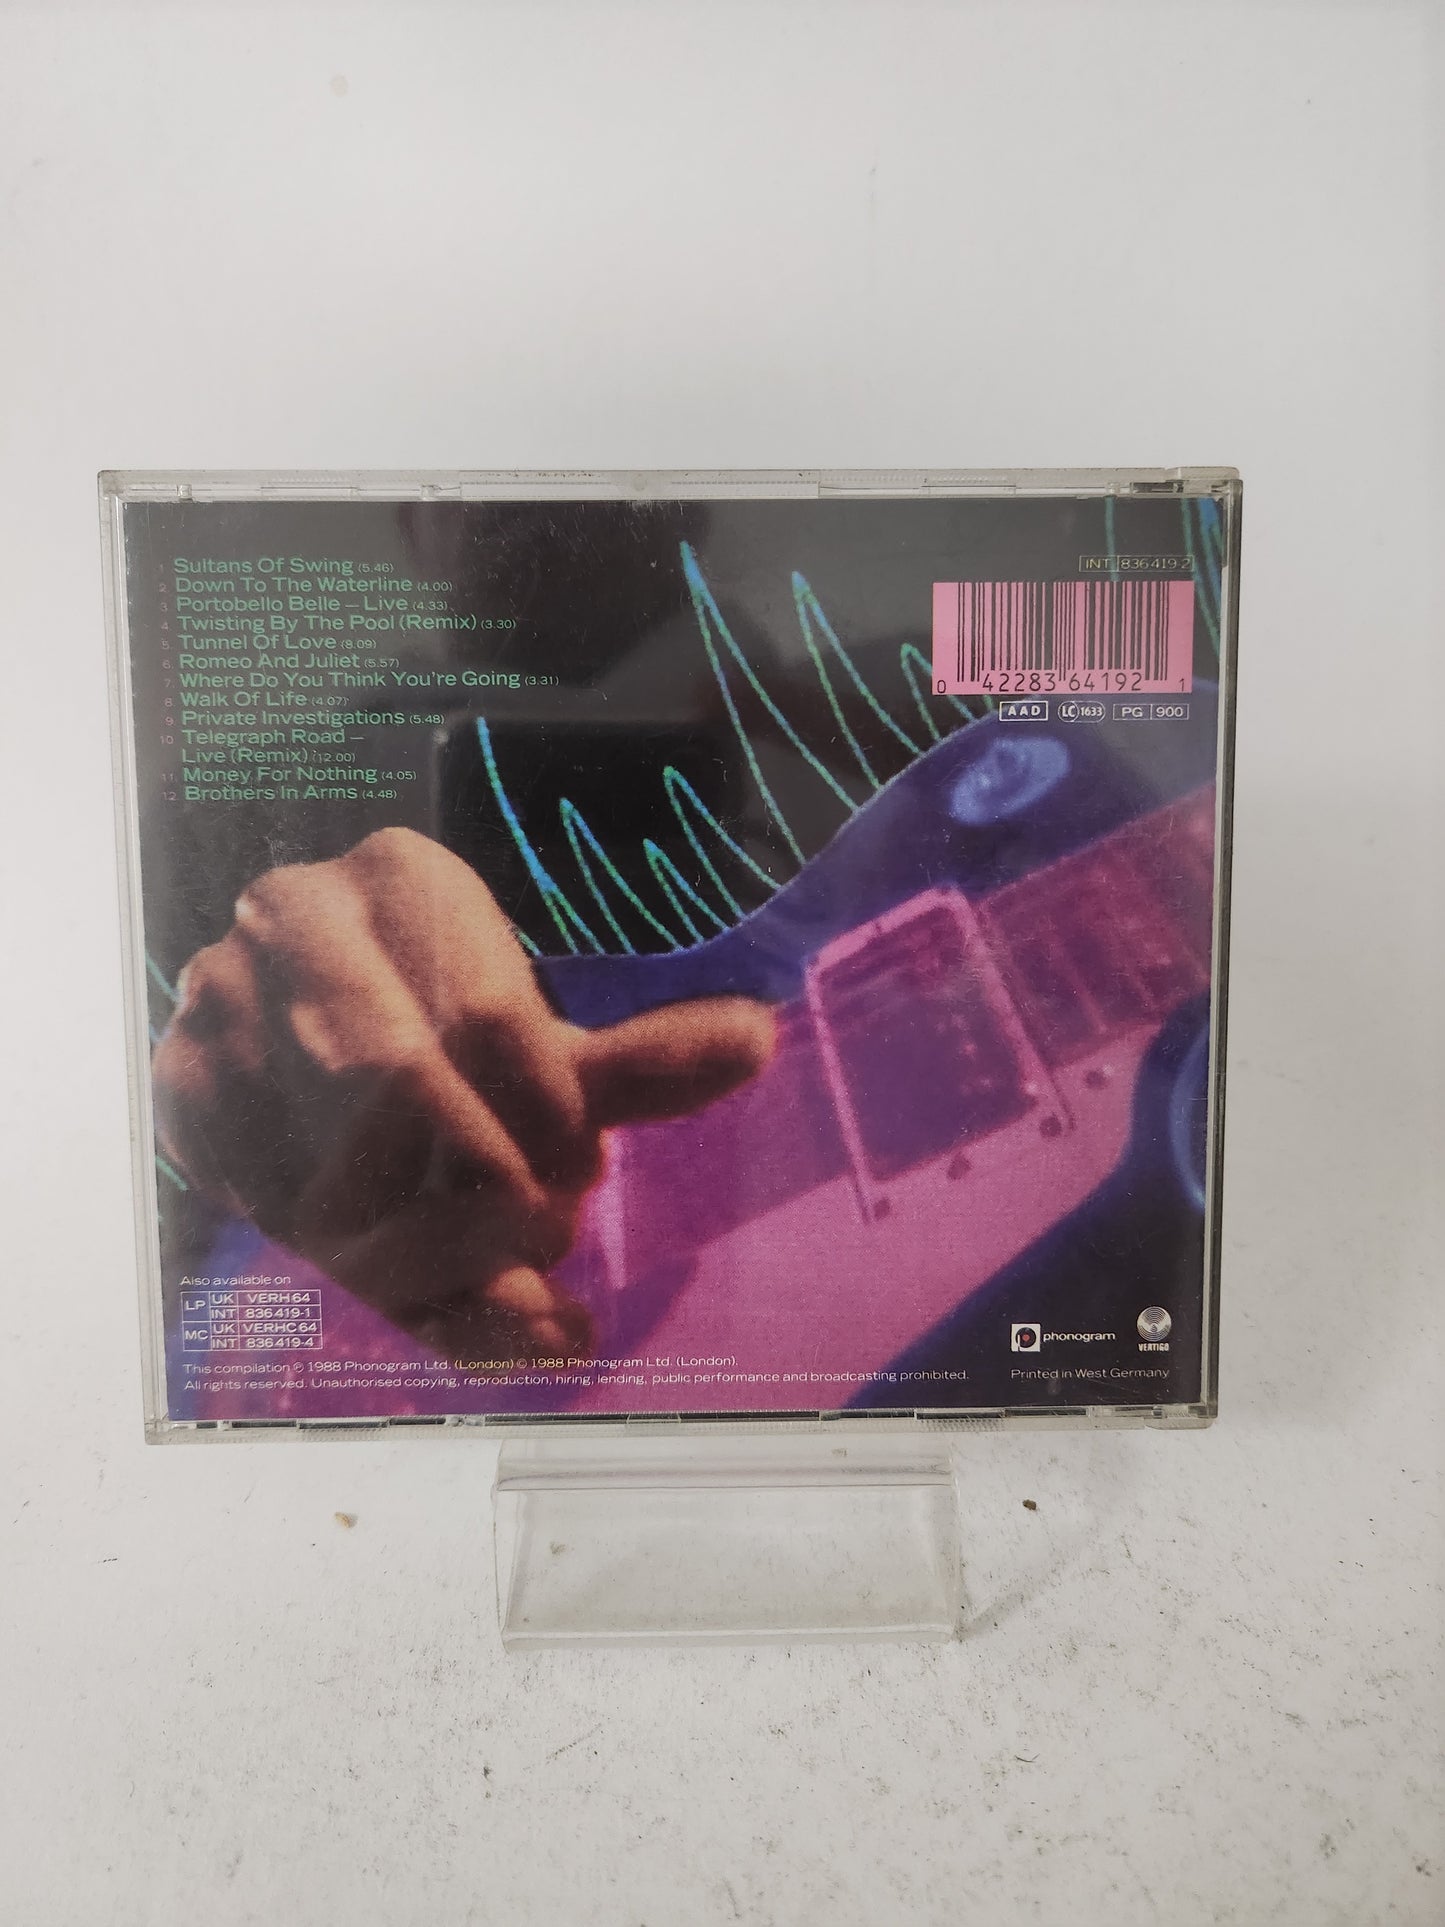 1 Sultans Of Swing (5.46)
2. Down To The Waterline (4.00)
3. Portobello Belle – Live (4.33)
4. Twisting By The Pool (Remix) (3.30)
5. Tunnel Of Love (8.09)
6. Romeo And Juliet (5.57)
7. Where Do You Think You're Going (3.31)
8 Walk Of Life (4.07)
9 Private Investigations (5.48)
10 Telegraph Road –
Live (Remix) (12.00)
11 Money For Nothing (4.05)
12 Brothers In Arms (4.48)
INT 836 419-2
0 42283 64192 1
AAD LC 1633 PG 900
Also available on
LP UK VERH 64
INT 836 419-1
MC UK VERHC 64
INT 836 419-4
phonogram
VERTIGO
This compilation ℗ 1988 Phonogram Ltd. (London) © 1988 Phonogram Ltd. (London).
All rights reserved. Unauthorised copying, reproduction, hiring, lending, public performance and broadcasting prohibited.
Printed in West Germany